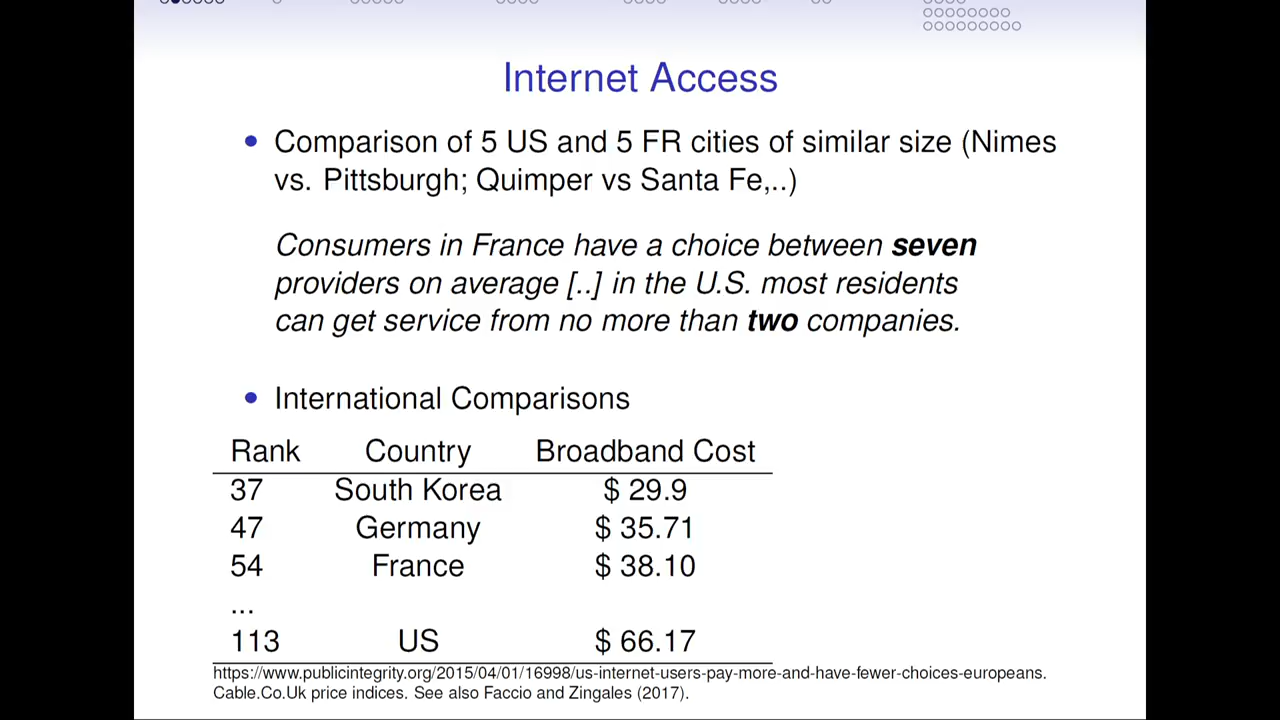 Internet Access
• Comparison of 5 US and 5 FR cities of similar size (Nimes
vs. Pittsburgh; Quimper vs Santa Fe,..)
Consumers in France have a choice between seven
providers on average [..] in the U.S. most residents
can get service from no more than two companies.
• International Comparisons
Rank Country Broadband Cost
37 South Korea $ 29.9
47 Germany $ 35.71
54 France $ 38.10
...
113 US $ 66.17
https://www.publicintegrity.org/2015/04/01/16998/us-internet-users-pay-more-and-have-fewer-choices-europeans.
Cable.Co.Uk price indices. See also Faccio and Zingales (2017).